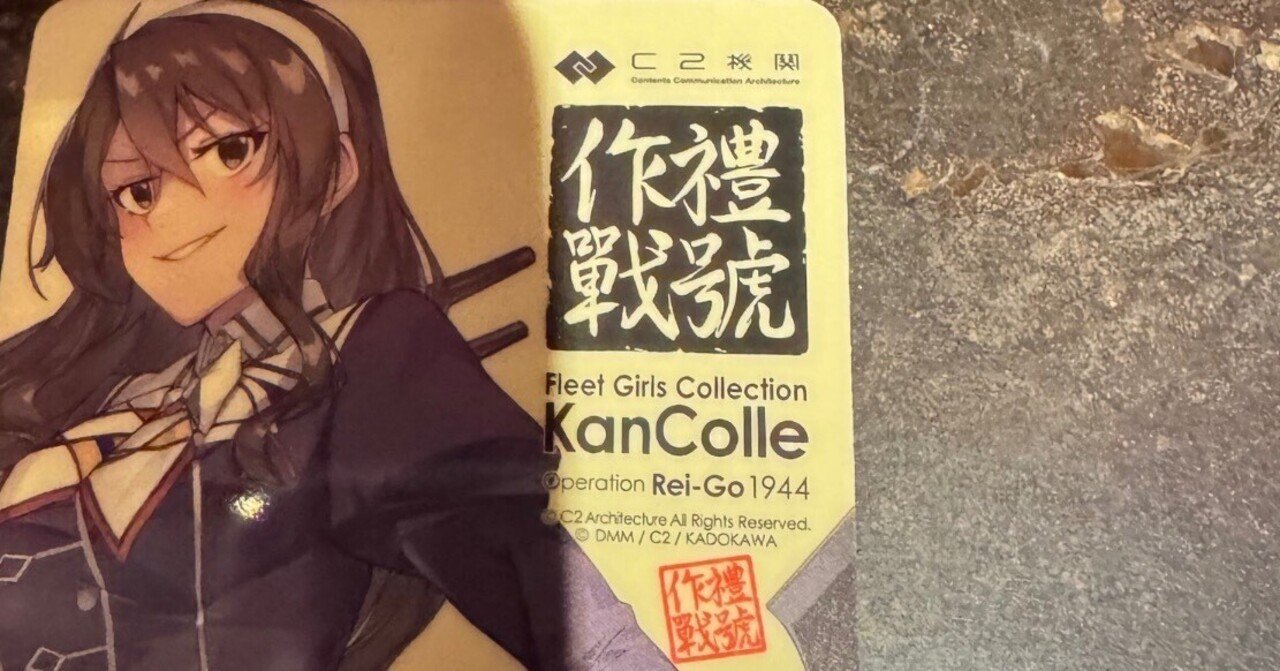 C2機関
Contents Communication Architecture
禮號
作戰
Fleet Girls Collection
KanColle
Operation Rei-Go 1944
© C2 Architecture All Rights Reserved.
© DMM / C2 / KADOKAWA
禮號
作戰